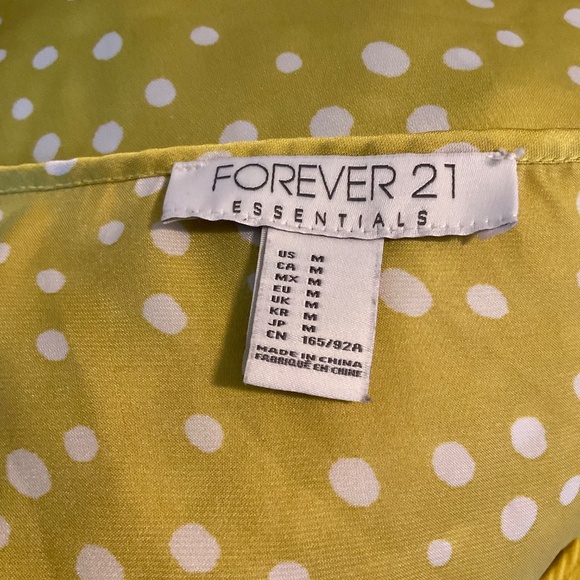 FOREVER 21
ESSENTIALS
US M
CA M
MX M
EU M
UK M
KR M
JP M
CN 165/92A
MADE IN CHINA
FABRIQUÉ EN CHINE